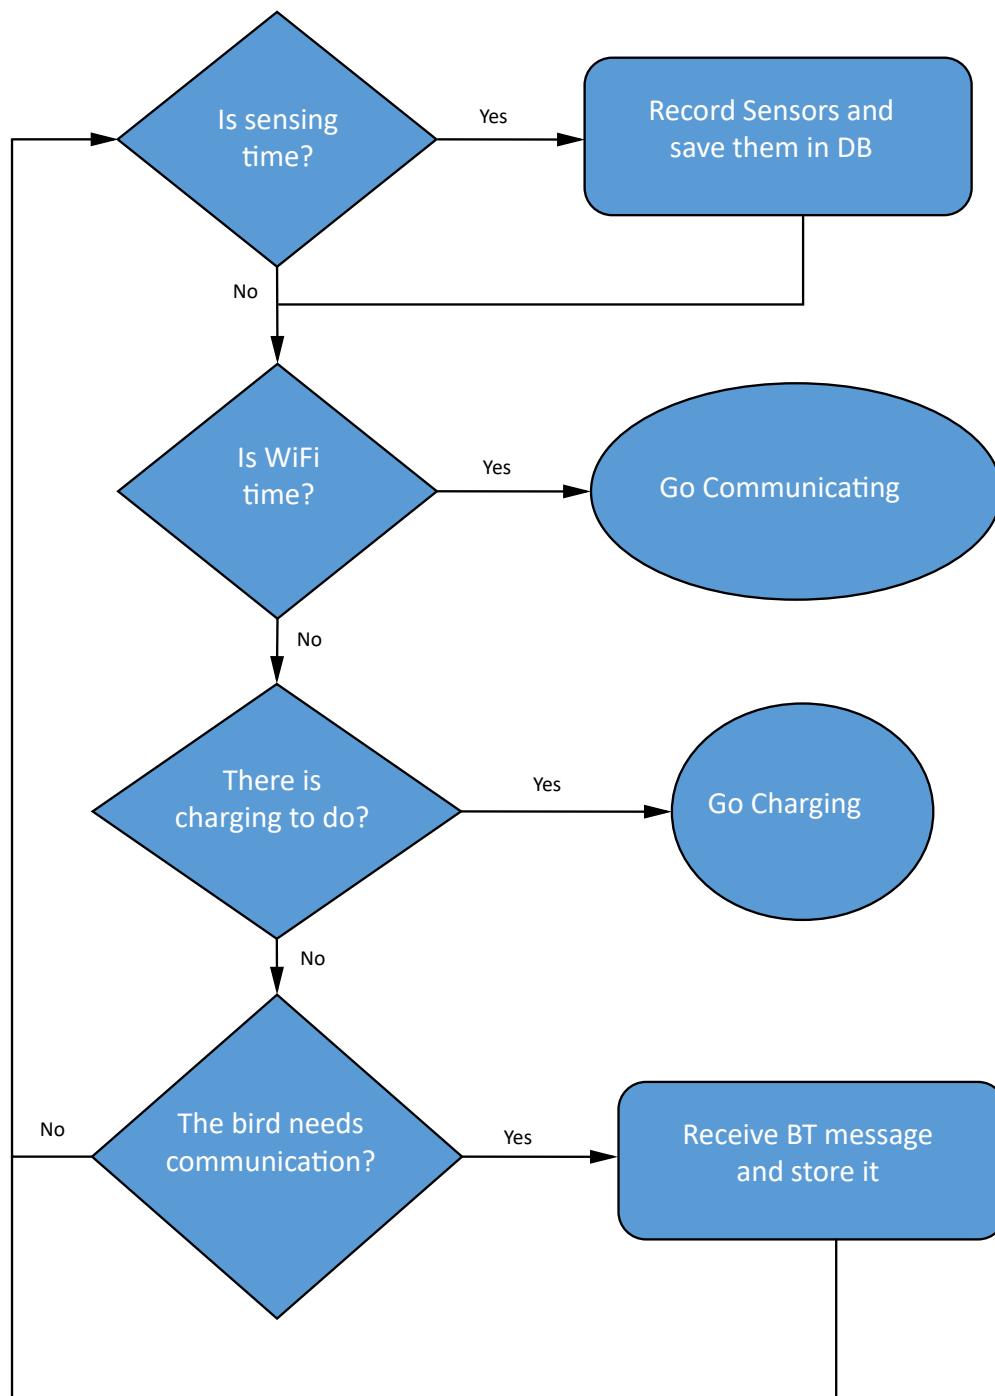 Is sensing
time?
Yes
Record Sensors and
save them in DB
No
Is WiFi
time?
Yes
Go Communicating
No
There is
charging to do?
Yes
Go Charging
No
The bird needs
communication?
No
Yes
Receive BT message
and store it